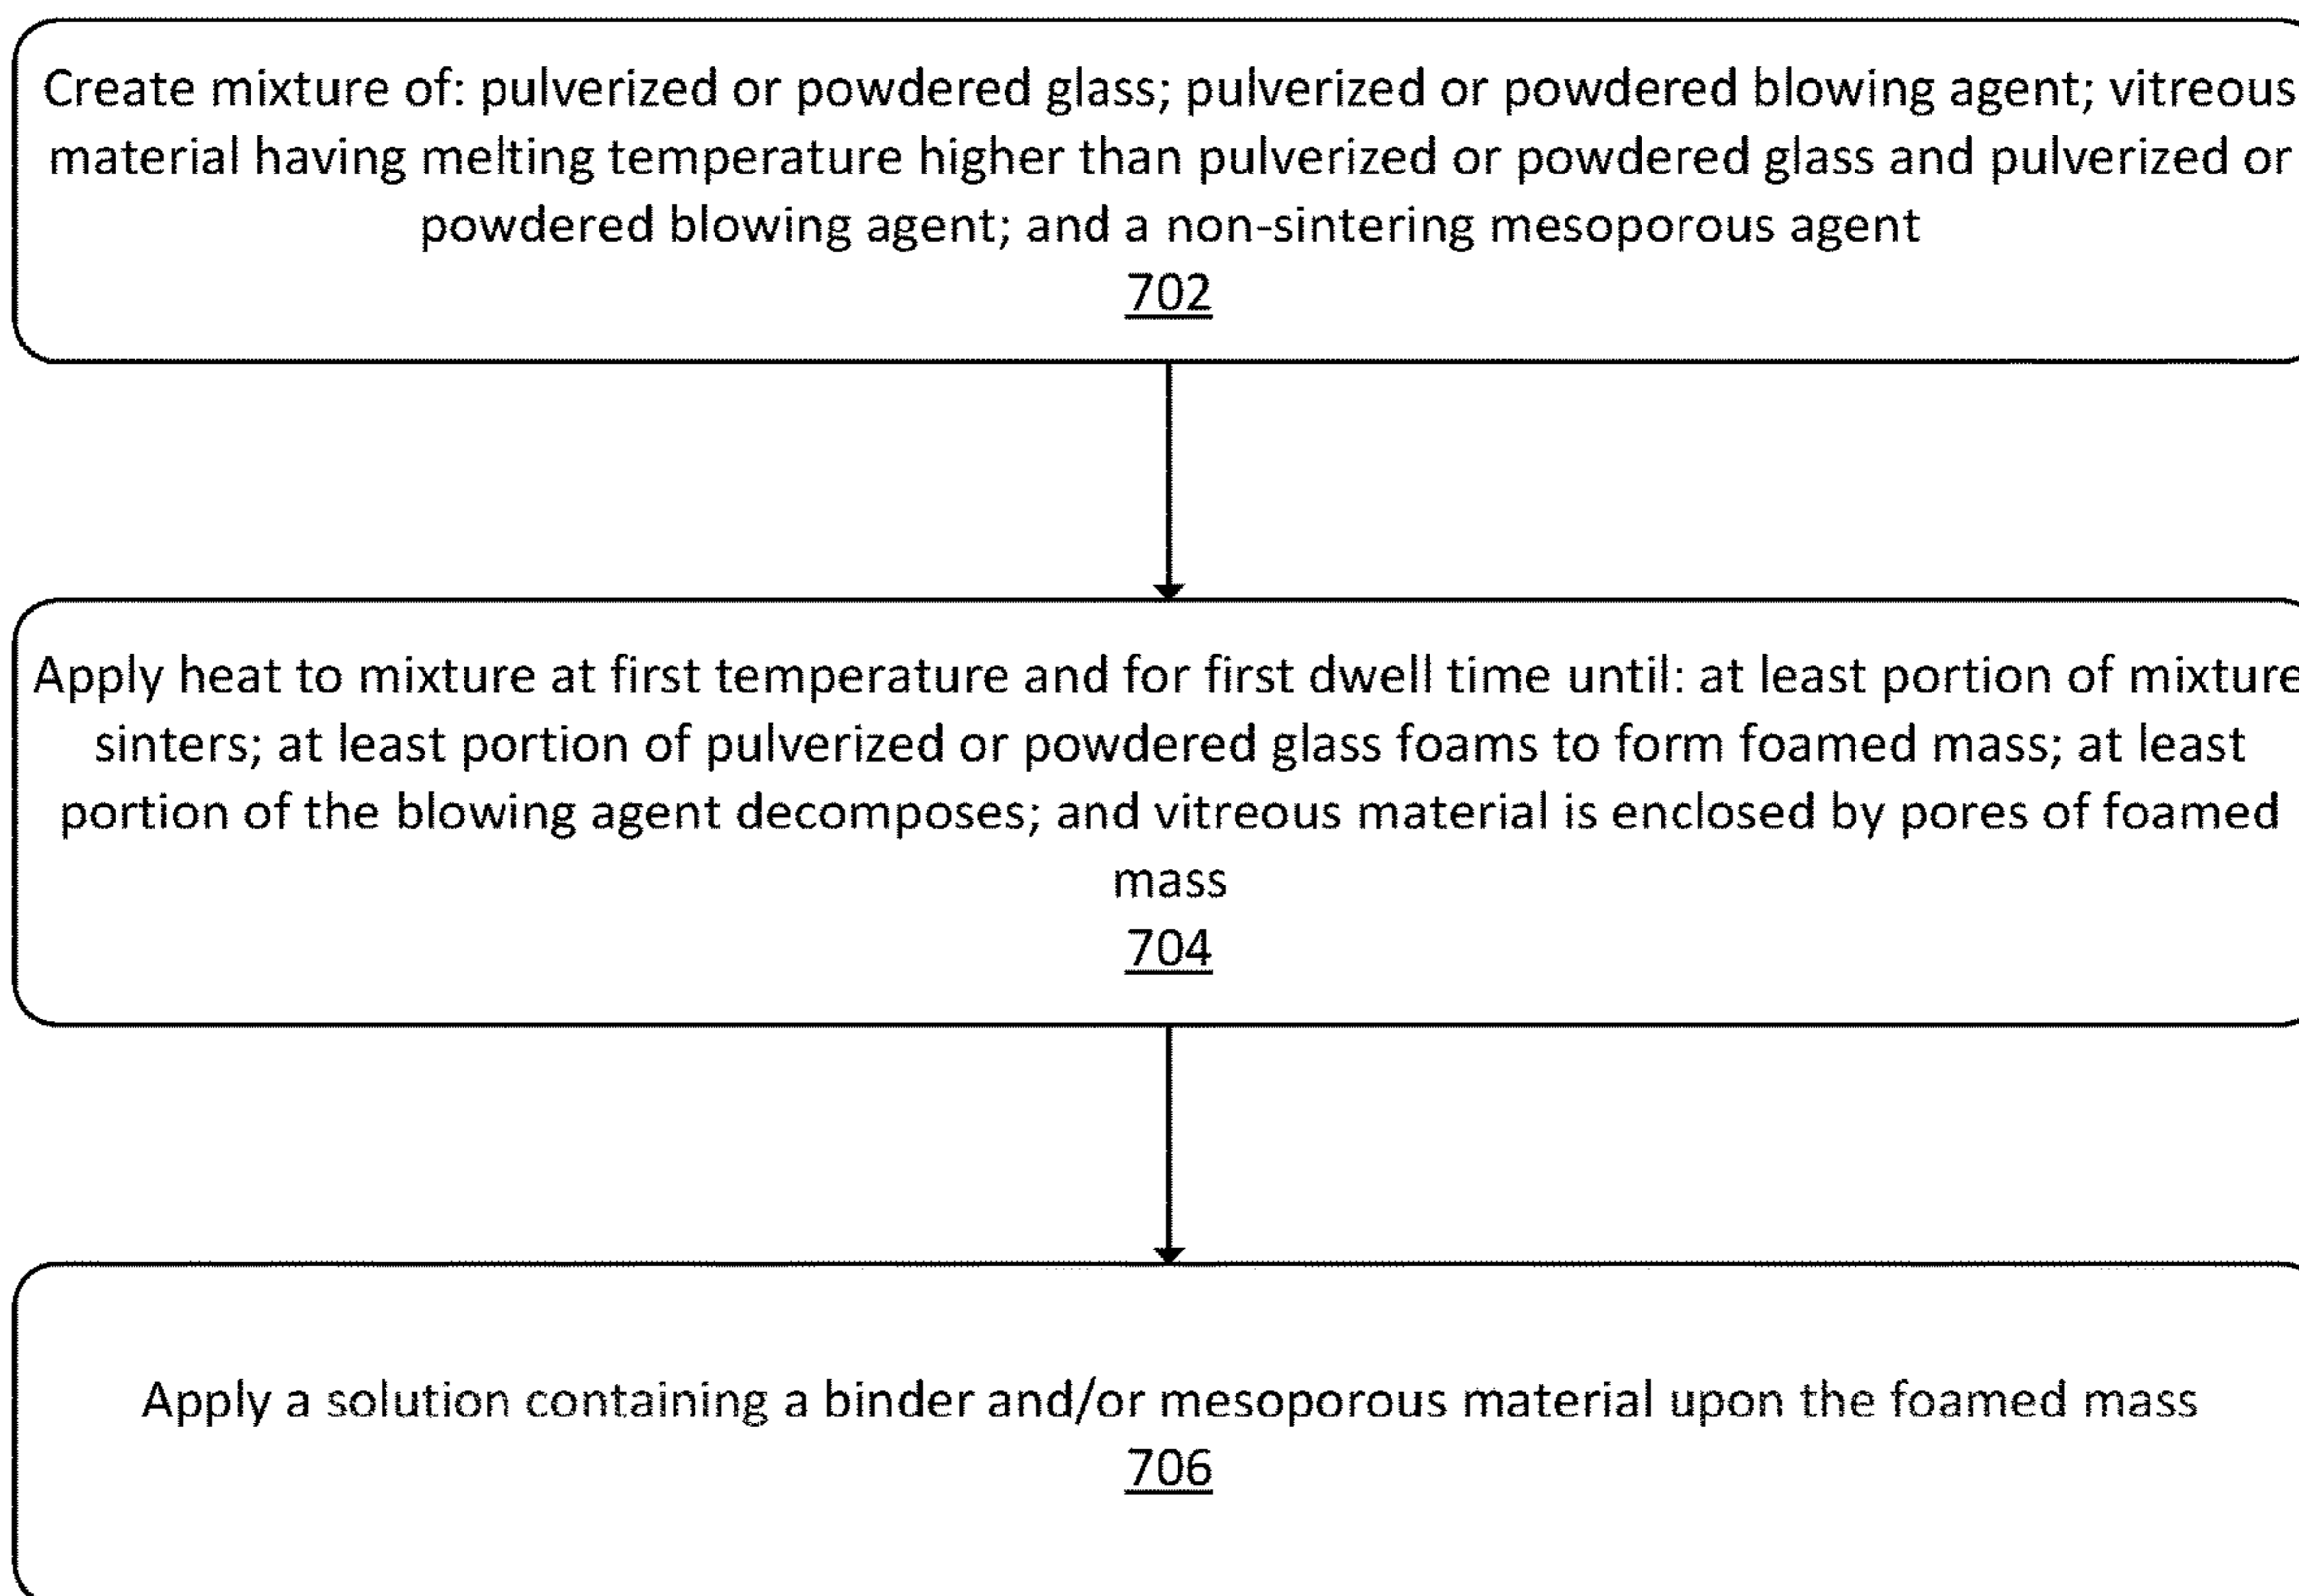 Create mixture of: pulverized or powdered glass; pulverized or powdered blowing agent; vitreous
material having melting temperature higher than pulverized or powdered glass and pulverized or
powdered blowing agent; and a non-sintering mesoporous agent
702
Apply heat to mixture at first temperature and for first dwell time until: at least portion of mixture
sinters; at least portion of pulverized or powdered glass foams to form foamed mass; at least
portion of the blowing agent decomposes; and vitreous material is enclosed by pores of foamed
mass
704
Apply a solution containing a binder and/or mesoporous material upon the foamed mass
706